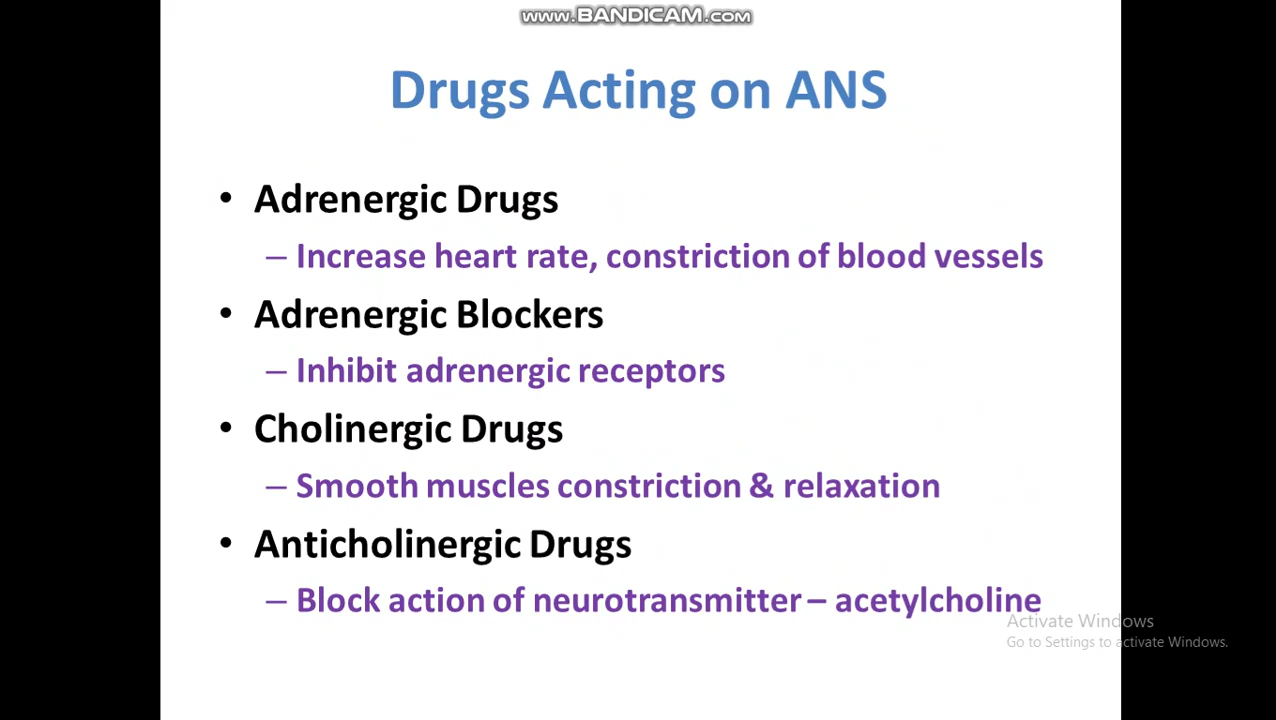 www.BANDICAM.com
Drugs Acting on ANS
• Adrenergic Drugs
– Increase heart rate, constriction of blood vessels
• Adrenergic Blockers
– Inhibit adrenergic receptors
• Cholinergic Drugs
– Smooth muscles constriction & relaxation
• Anticholinergic Drugs
– Block action of neurotransmitter – acetylcholine
Activate Windows
Go to Settings to activate Windows.